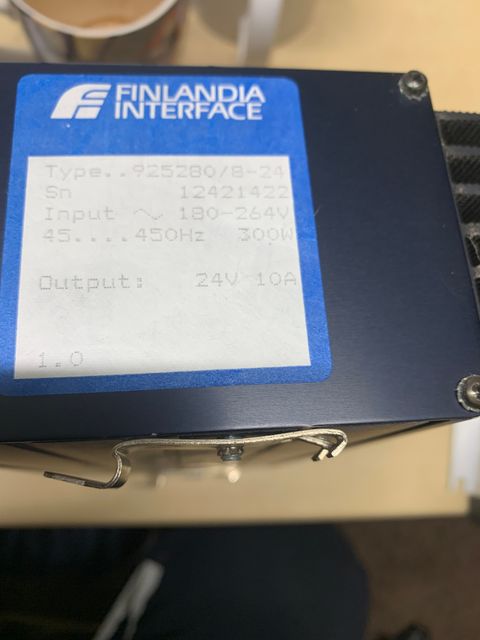 FINLANDIA
INTERFACE
Type..925280/8-24
Sn 12421422
Input ~ 180-264V
45....450Hz 300W
Output: 24V 10A
1.0